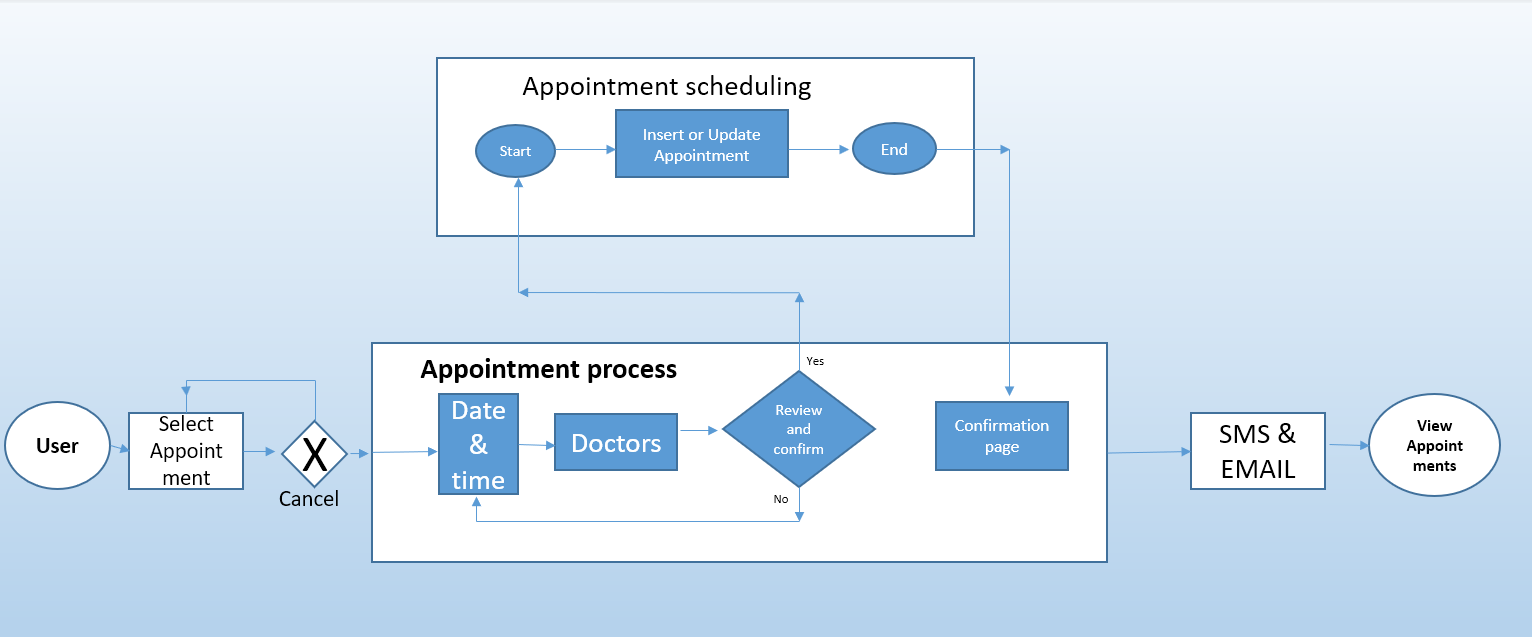 Appointment scheduling
Start
Insert or Update
Appointment
End
Yes
Appointment process
User
Select
Appoint
ment
X
Cancel
Date
&
time
Doctors
Review
and
confirm
No
Confirmation
page
SMS &
EMAIL
View
Appoint
ments